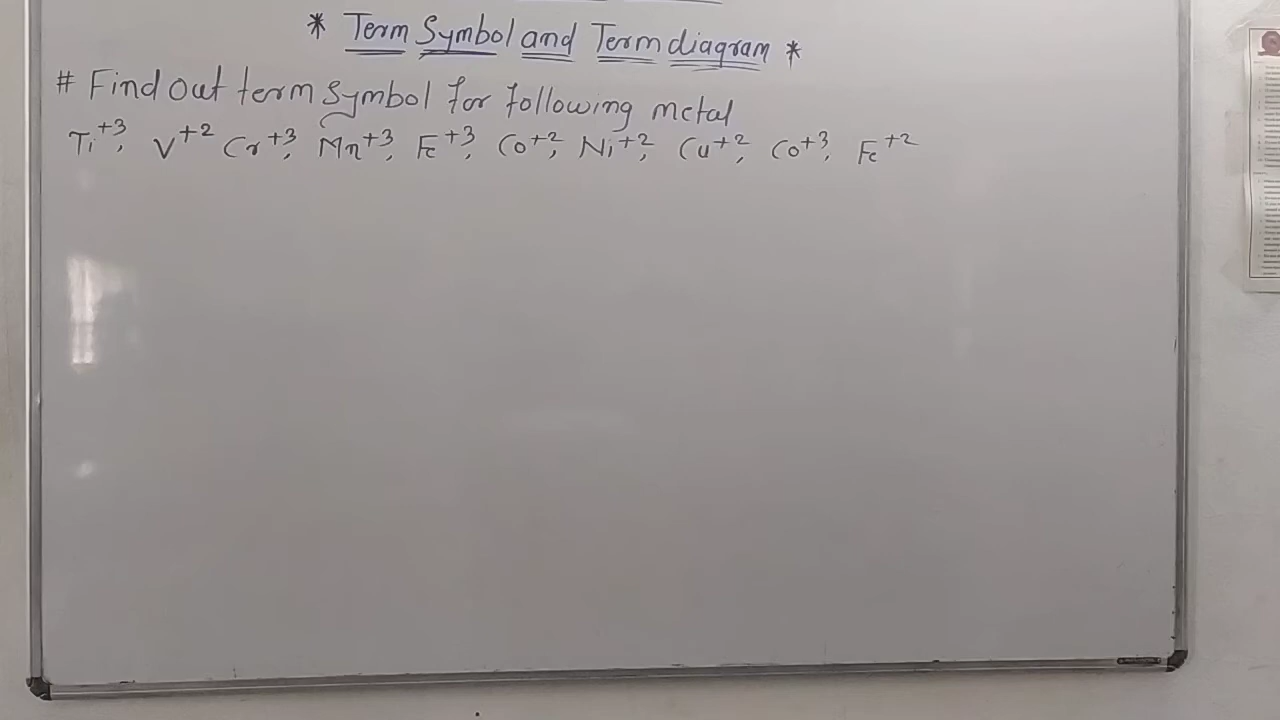 * Term Symbol and Term diagram *
# Find Out term Symbol for following metal
Ti+3, V+2 Cr+3, Mn+3, Fe+3, Co+2, Ni+2, Cu+2, Co+3, Fe+2